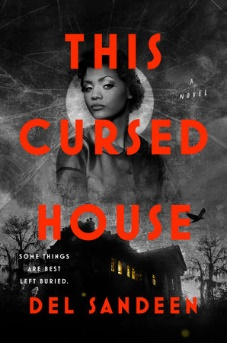 THIS
A
NOVEL
CURSED
HOUSE
SOME THINGS
ARE BEST
LEFT BURIED.
DEL SANDEEN